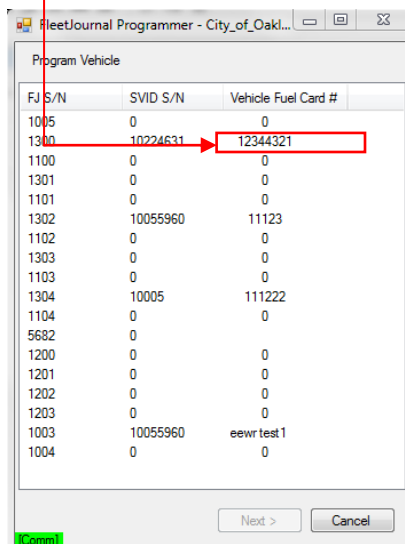 FleetJournal Programmer - City_of_Oakl...
Program Vehicle
FJ S/N SVID S/N Vehicle Fuel Card #
1005 0 0
1300 10224631 12344321
1100 0 0
1301 0 0
1101 0 0
1302 10055960 11123
1102 0 0
1303 0 0
1103 0 0
1304 10005 111222
1104 0 0
5682 0
1200 0 0
1201 0 0
1202 0 0
1203 0 0
1003 10055960 eewr test1
1004 0 0
Next > Cancel
[Comm]